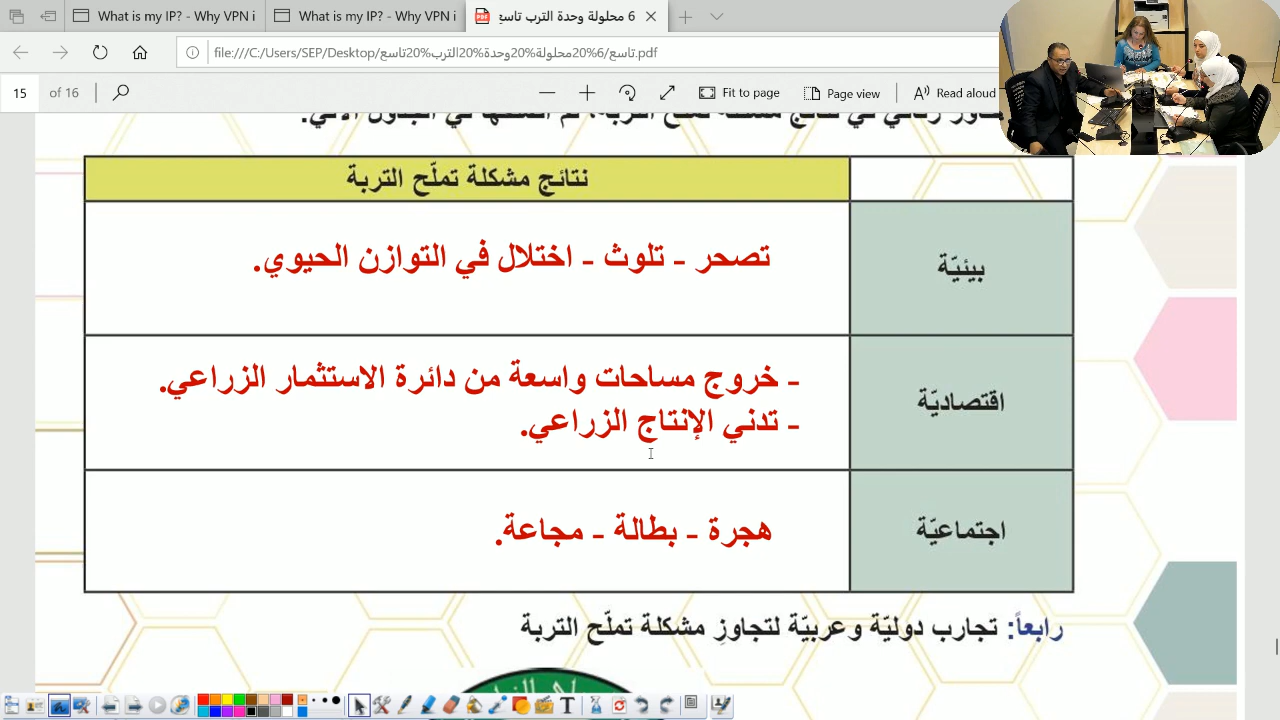 What is my IP? - Why VPN i
What is my IP? - Why VPN i
6 محلولة وحدة الترب تاسع
file:///C:/Users/SEP/Desktop/تاسع/6%20محلولة%20وحدة%20الترب%20تاسع.pdf
15 of 16
Fit to page
Page view
Read aloud
نتائج مشكلة تملّح التربة
بيئيّة
تصحر - تلوث - اختلال في التوازن الحيوي.
اقتصاديّة
- خروج مساحات واسعة من دائرة الاستثمار الزراعي.
- تدني الإنتاج الزراعي.
اجتماعيّة
هجرة - بطالة - مجاعة.
رابعاً: تجارب دوليّة وعربيّة لتجاوزِ مشكلة تملّح التربة